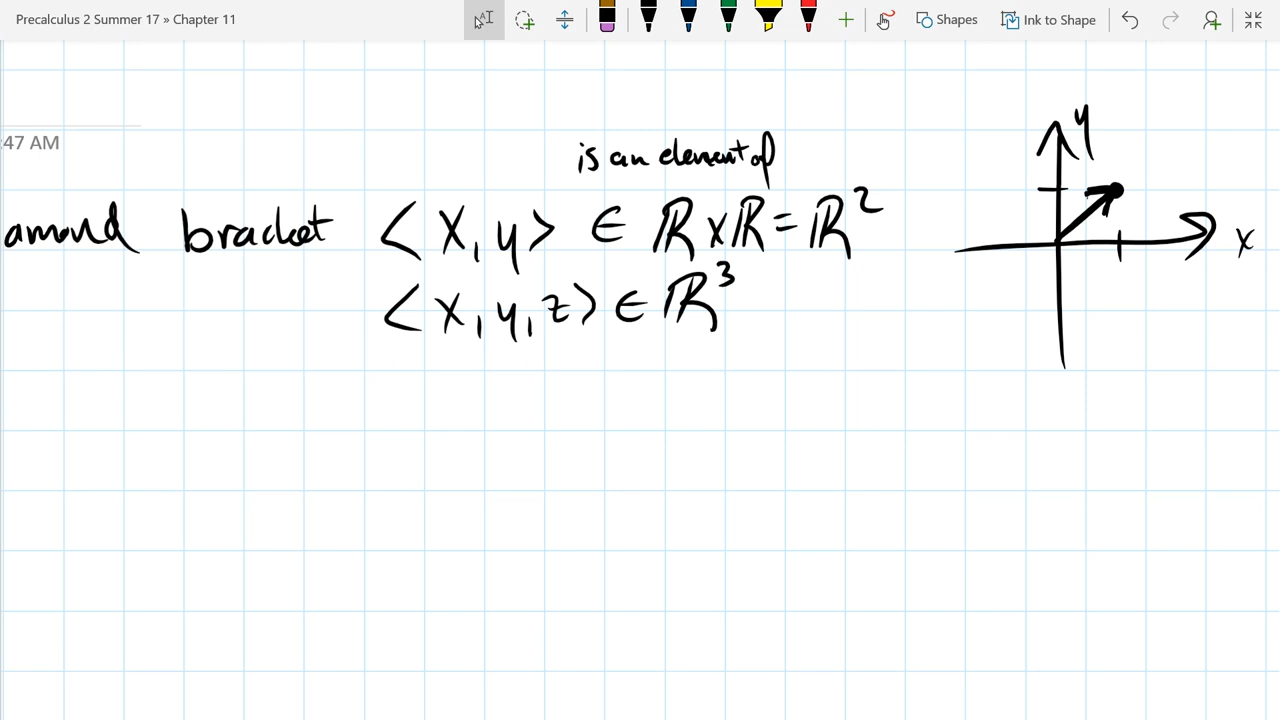 Precalculus 2 Summer 17 » Chapter 11
Shapes
Ink to Shape
:47 AM
is an element of
amond bracket <x, y> ∈ ℝ x ℝ = ℝ²
<x, y, z> ∈ ℝ³
y
x